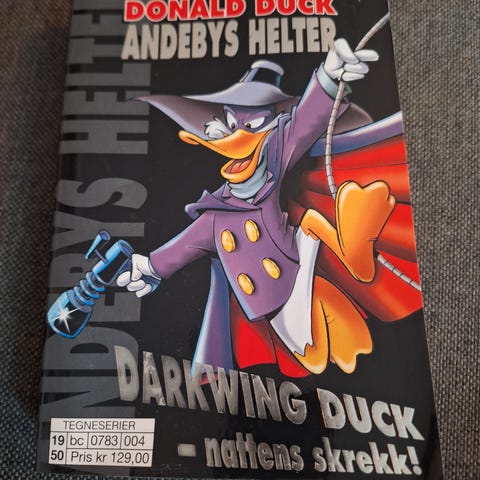 DONALD DUCK
ANDEBYS HELTER
ANDEBYS HELTER
DARKWING DUCK
- nattens skrekk!
TEGNESERIER
19 bc 0783 004
50 Pris kr 129,00